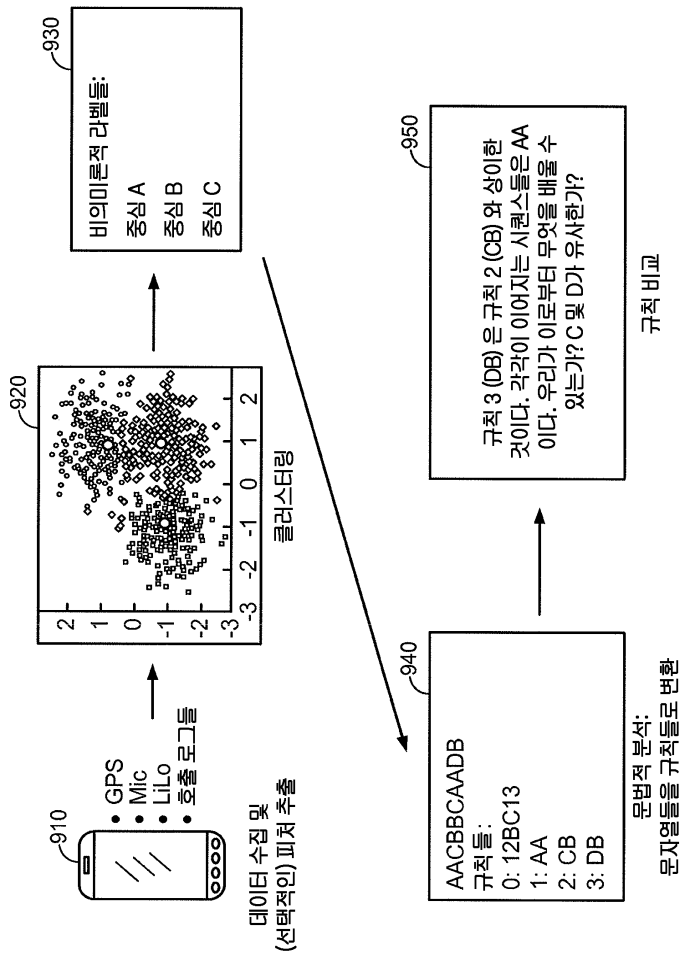 910
GPS
Mic
LiLo
호출 로그들
데이터 수집 및
(선택적인) 피처 추출
920
2
1
0
-1
-2
-3
-3 -2 -1 0 1 2
클러스터링
930
비의미론적 라벨들:
중심 A
중심 B
중심 C
940
AACBBCAADB
규칙들:
0: 12BC13
1: AA
2: CB
3: DB
문법적 분석:
문자열들을 규칙들로 변환
950
규칙 3 (DB) 은 규칙 2 (CB) 와 상이한
것이다. 각각이 이어지는 시퀀스들은 AA
이다. 우리가 이로부터 무엇을 배울 수
있는가? C 및 D가 유사한가?
규칙 비교